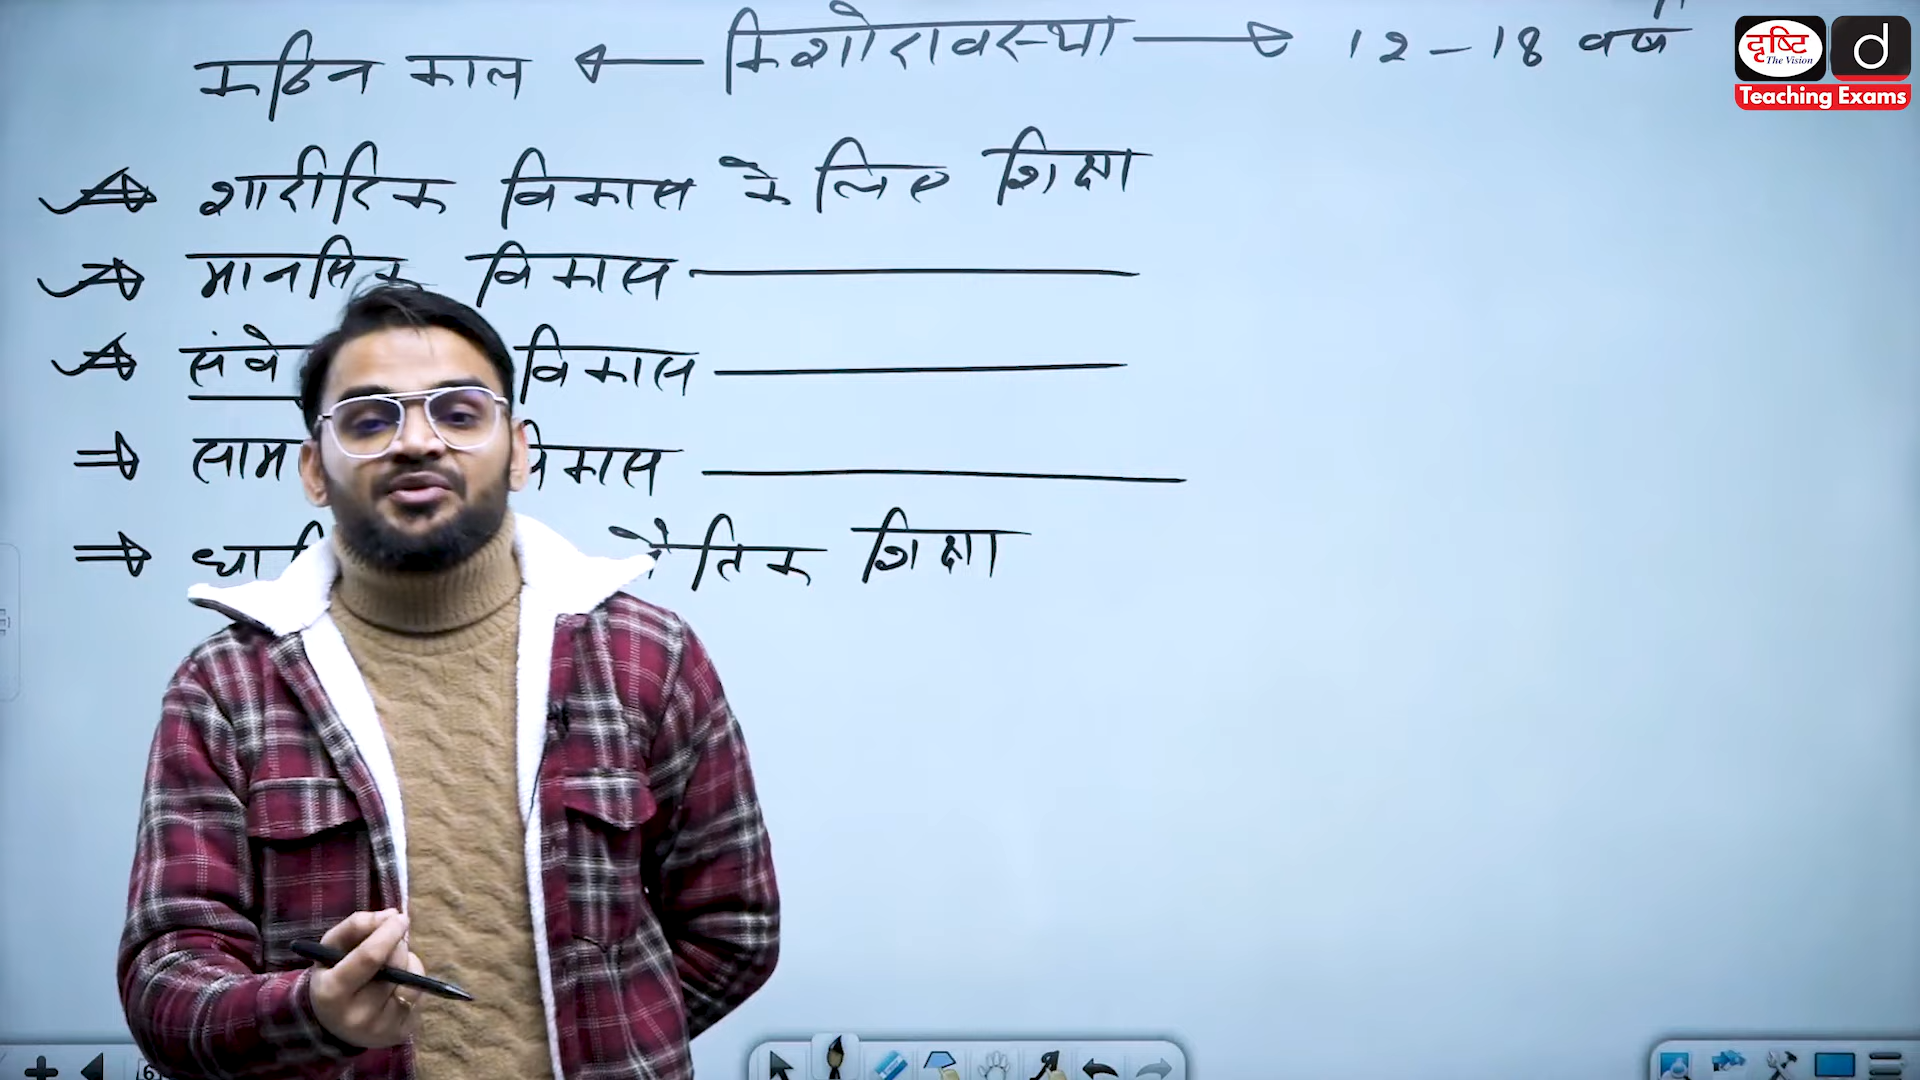 कठिन काल ← किशोरावस्था → 12-18 वर्ष
दृष्टि
The Vision
d
Teaching Exams
⇒ शारीरिक विकास के लिए शिक्षा
⇒ मानसिक विकास
⇒ विकास
⇒ विकास
⇒ नैतिक शिक्षा